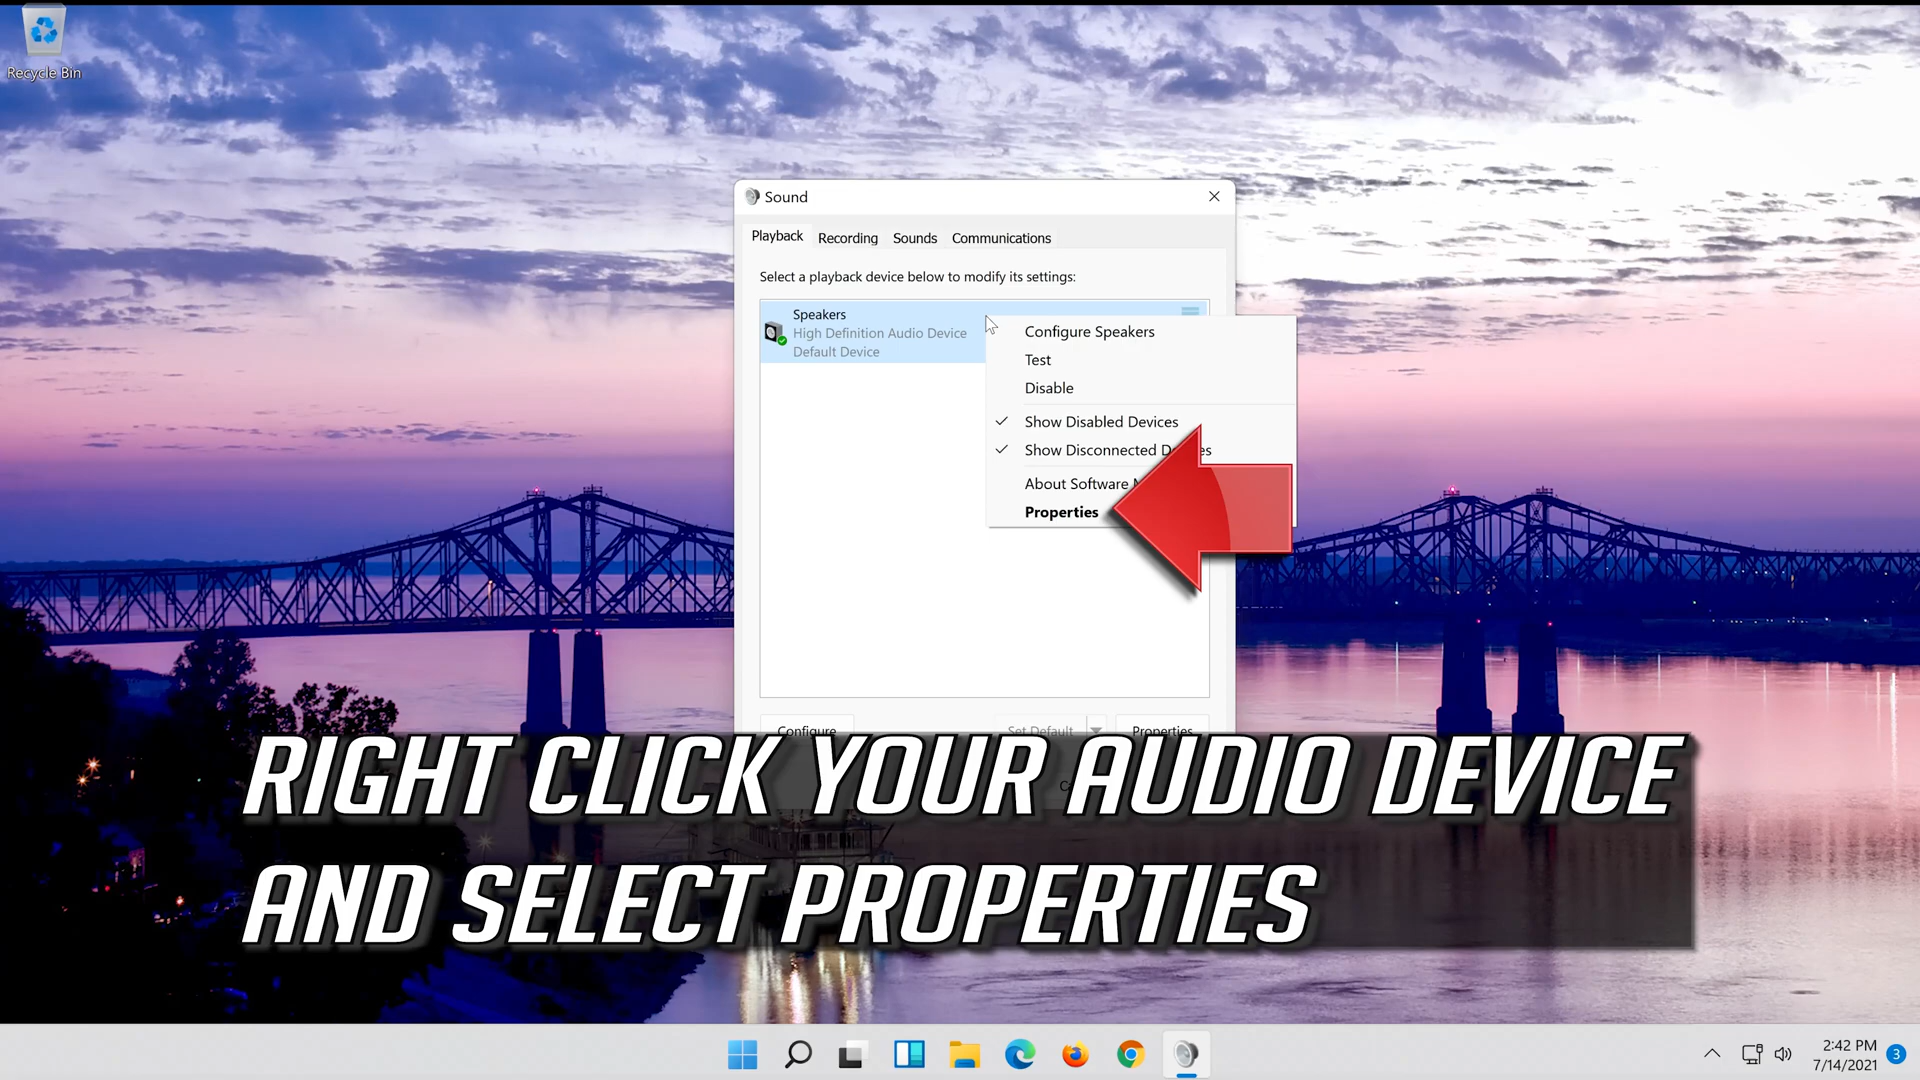 Recycle Bin
Sound
Playback Recording Sounds Communications
Select a playback device below to modify its settings:
Speakers
High Definition Audio Device
Default Device
Configure Speakers
Test
Disable
Show Disabled Devices
Show Disconnected
About Software
Properties
Configure Set Default Properties
RIGHT CLICK YOUR AUDIO DEVICE
AND SELECT PROPERTIES
2:42 PM
7/14/2021
3